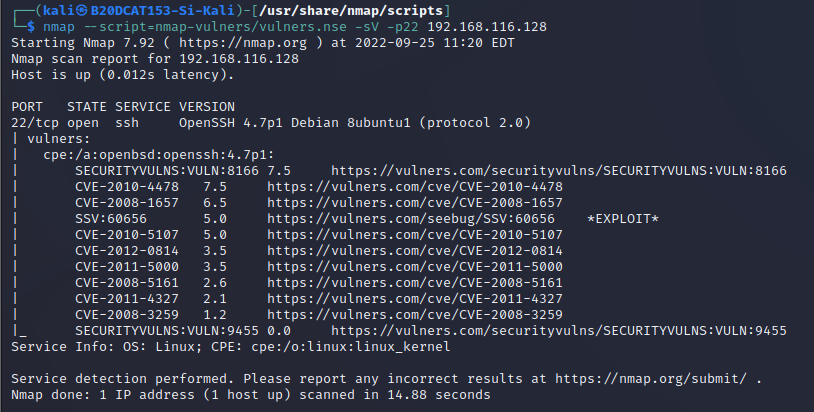 ┌──(kali㉿B20DCAT153-Si-Kali)-[/usr/share/nmap/scripts]
└─$ nmap --script=nmap-vulners/vulners.nse -sV -p22 192.168.116.128
Starting Nmap 7.92 ( https://nmap.org ) at 2022-09-25 11:20 EDT
Nmap scan report for 192.168.116.128
Host is up (0.012s latency).

PORT   STATE SERVICE VERSION
22/tcp open  ssh     OpenSSH 4.7p1 Debian 8ubuntu1 (protocol 2.0)
| vulners:
|   cpe:/a:openbsd:openssh:4.7p1:
|       SECURITYVULNS:VULN:8166 7.5     https://vulners.com/securityvulns/SECURITYVULNS:VULN:8166
|       CVE-2010-4478   7.5     https://vulners.com/cve/CVE-2010-4478
|       CVE-2008-1657   6.5     https://vulners.com/cve/CVE-2008-1657
|       SSV:60656       5.0     https://vulners.com/seebug/SSV:60656    *EXPLOIT*
|       CVE-2010-5107   5.0     https://vulners.com/cve/CVE-2010-5107
|       CVE-2012-0814   3.5     https://vulners.com/cve/CVE-2012-0814
|       CVE-2011-5000   3.5     https://vulners.com/cve/CVE-2011-5000
|       CVE-2008-5161   2.6     https://vulners.com/cve/CVE-2008-5161
|       CVE-2011-4327   2.1     https://vulners.com/cve/CVE-2011-4327
|       CVE-2008-3259   1.2     https://vulners.com/cve/CVE-2008-3259
|_      SECURITYVULNS:VULN:9455 0.0     https://vulners.com/securityvulns/SECURITYVULNS:VULN:9455
Service Info: OS: Linux; CPE: cpe:/o:linux:linux_kernel

Service detection performed. Please report any incorrect results at https://nmap.org/submit/ .
Nmap done: 1 IP address (1 host up) scanned in 14.88 seconds